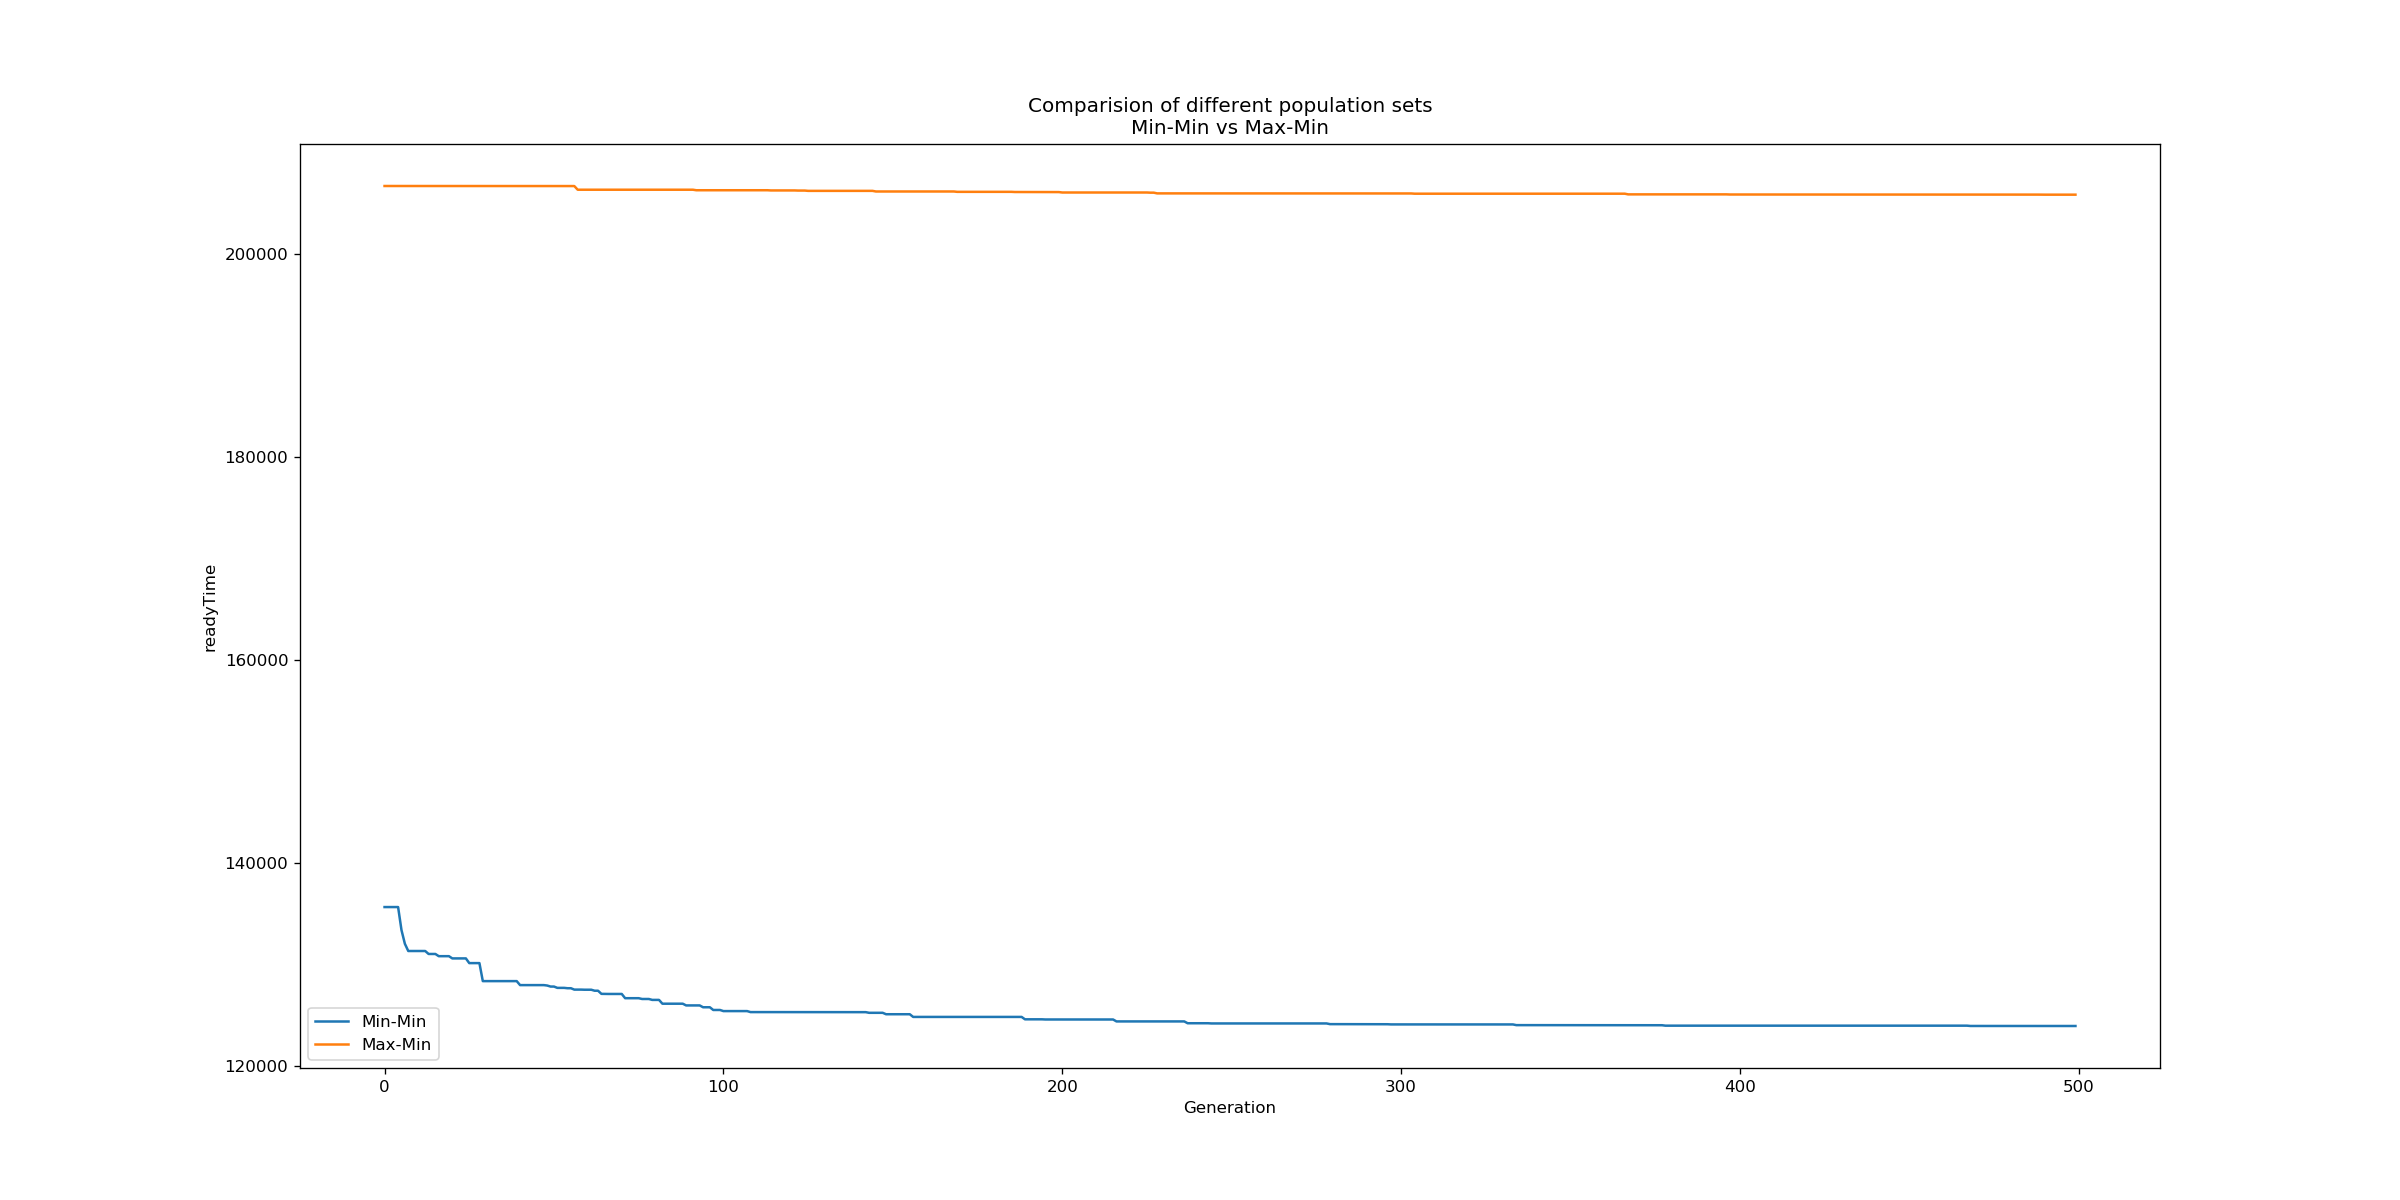 Comparision of different population sets
Min-Min vs Max-Min
readyTime
200000
180000
160000
140000
120000
Min-Min
Max-Min
0 100 200 300 400 500
Generation